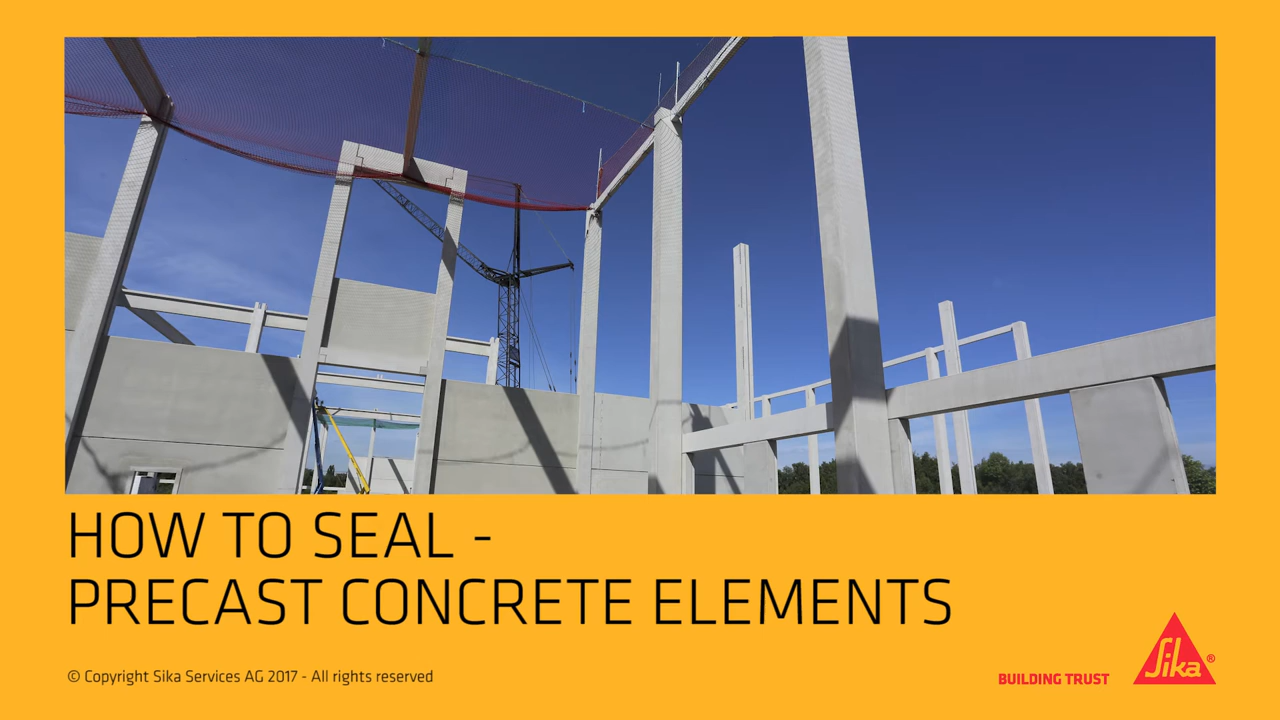 HOW TO SEAL -
PRECAST CONCRETE ELEMENTS
© Copyright Sika Services AG 2017 - All rights reserved
BUILDING TRUST
Sika®